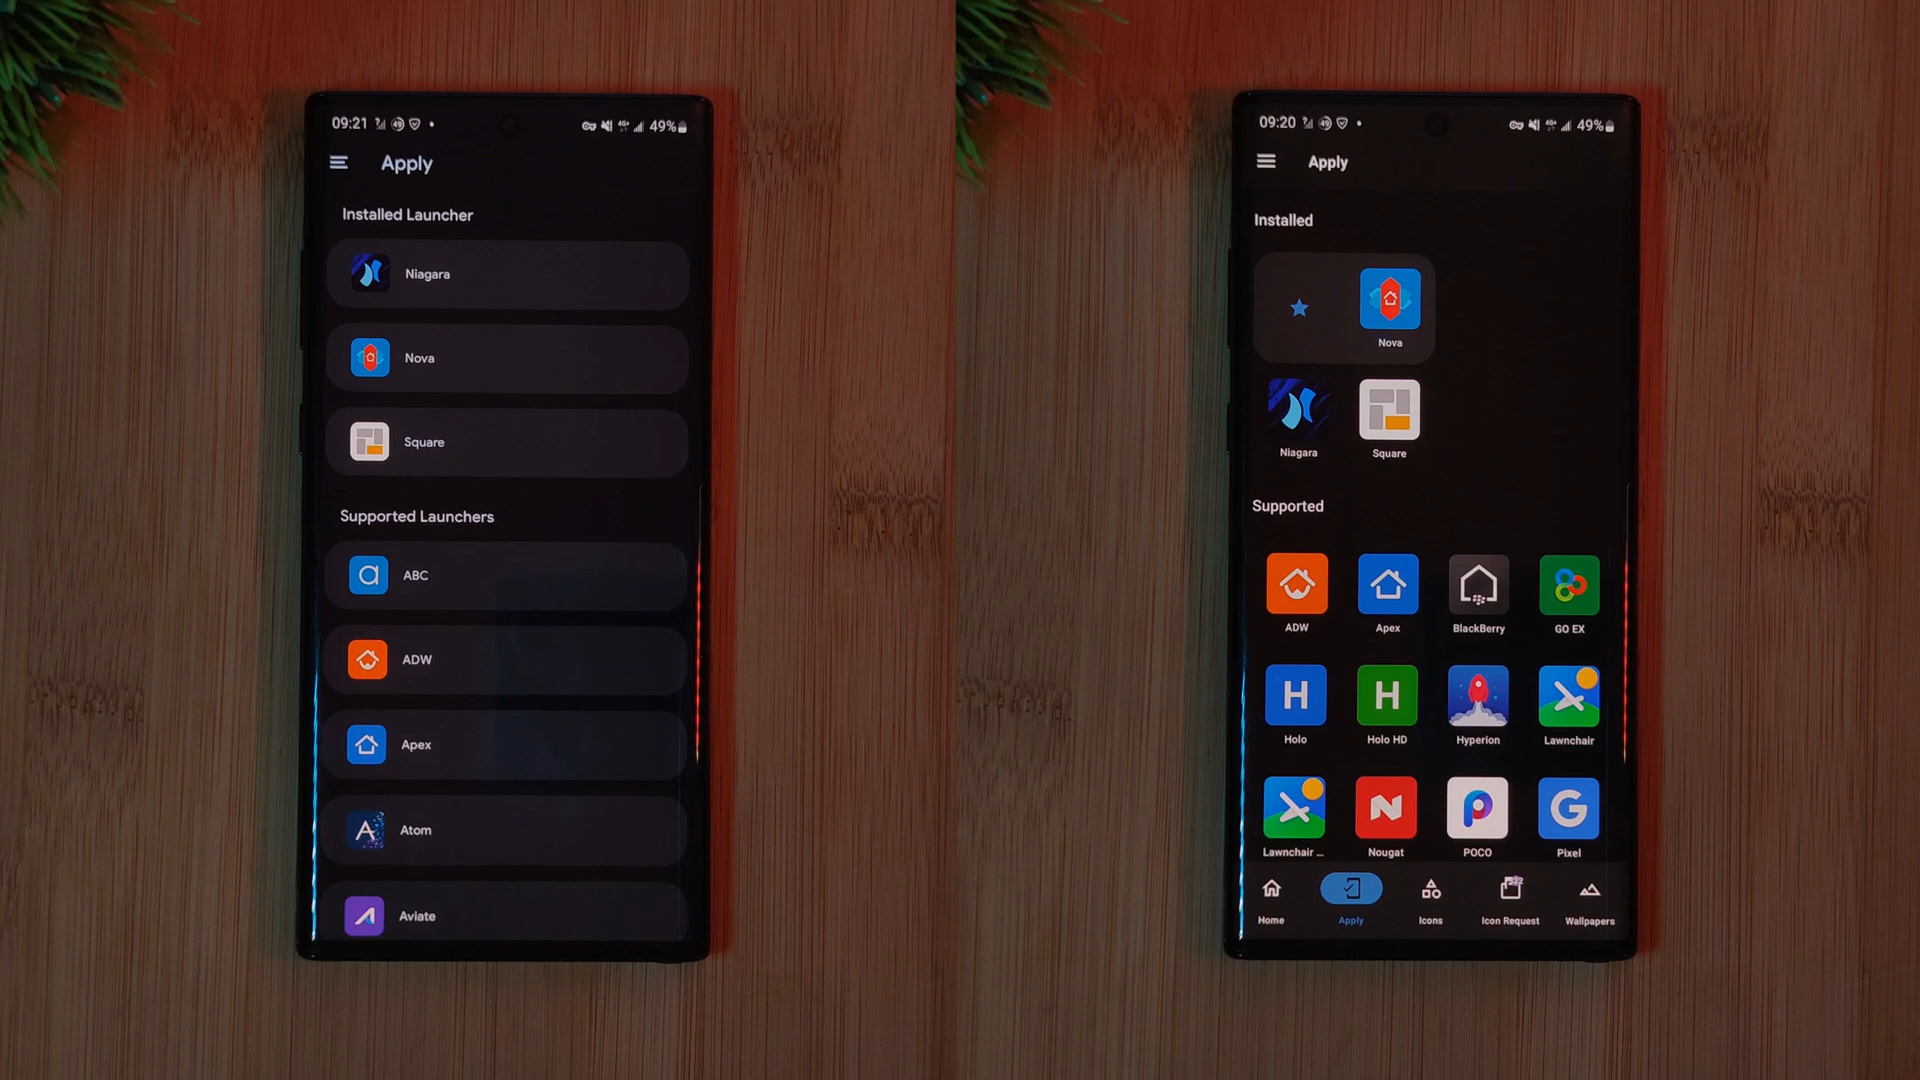 09:21
49%
Apply
Installed Launcher
Niagara
Nova
Square
Supported Launchers
ABC
ADW
Apex
Atom
Aviate
09:20
49%
Apply
Installed
Nova
Niagara
Square
Supported
ADW
Apex
BlackBerry
GO EX
Holo
Holo HD
Hyperion
Lawnchair
Lawnchair ...
Nougat
POCO
Pixel
Home
Apply
Icons
Icon Request
Wallpapers